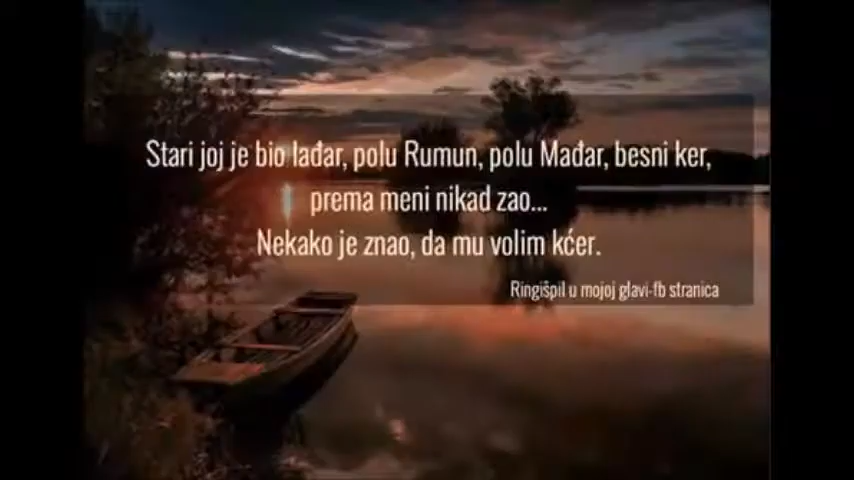 Stari joj je bio lađar, polu Rumun, polu Mađar, besni ker,
prema meni nikad zao...
Nekako je znao, da mu volim kćer.
Ringišpil u mojoj glavi-fb stranica